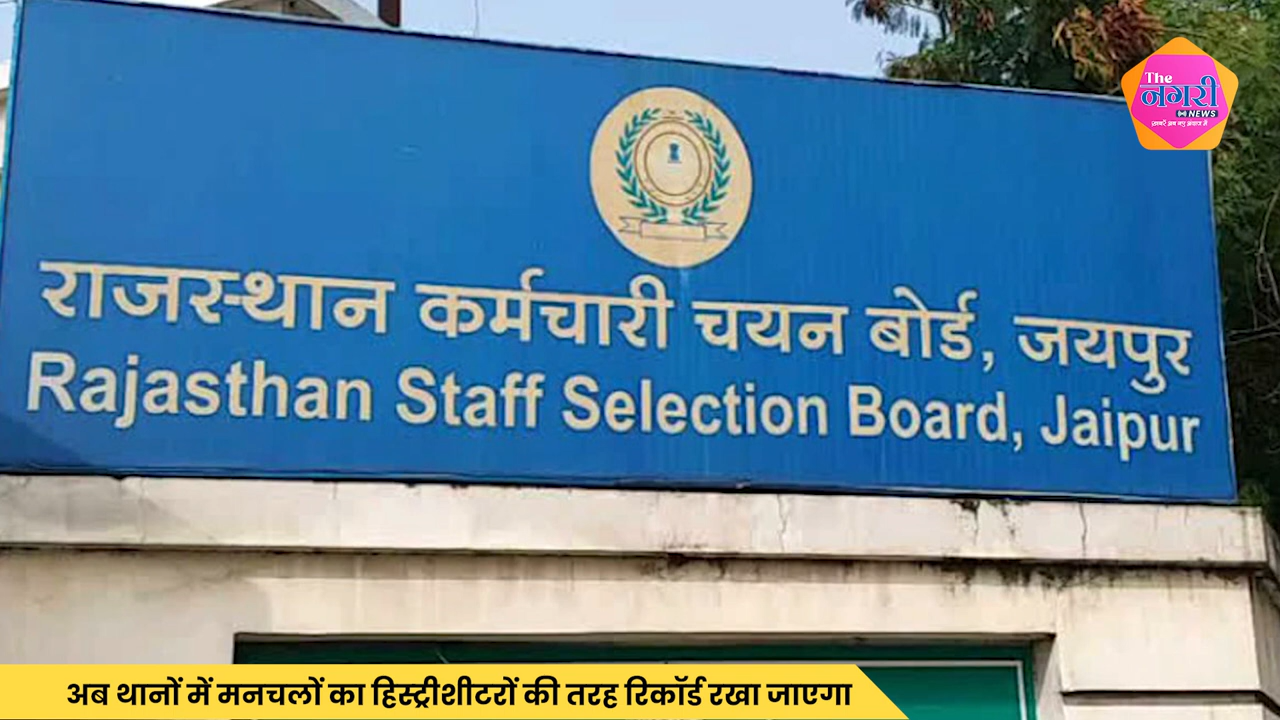 The
नगरी
NEWS
राजस्थान कर्मचारी चयन बोर्ड, जयपुर
Rajasthan Staff Selection Board, Jaipur
अब थानों में मनचलों का हिस्ट्रीशीटरों की तरह रिकॉर्ड रखा जाएगा